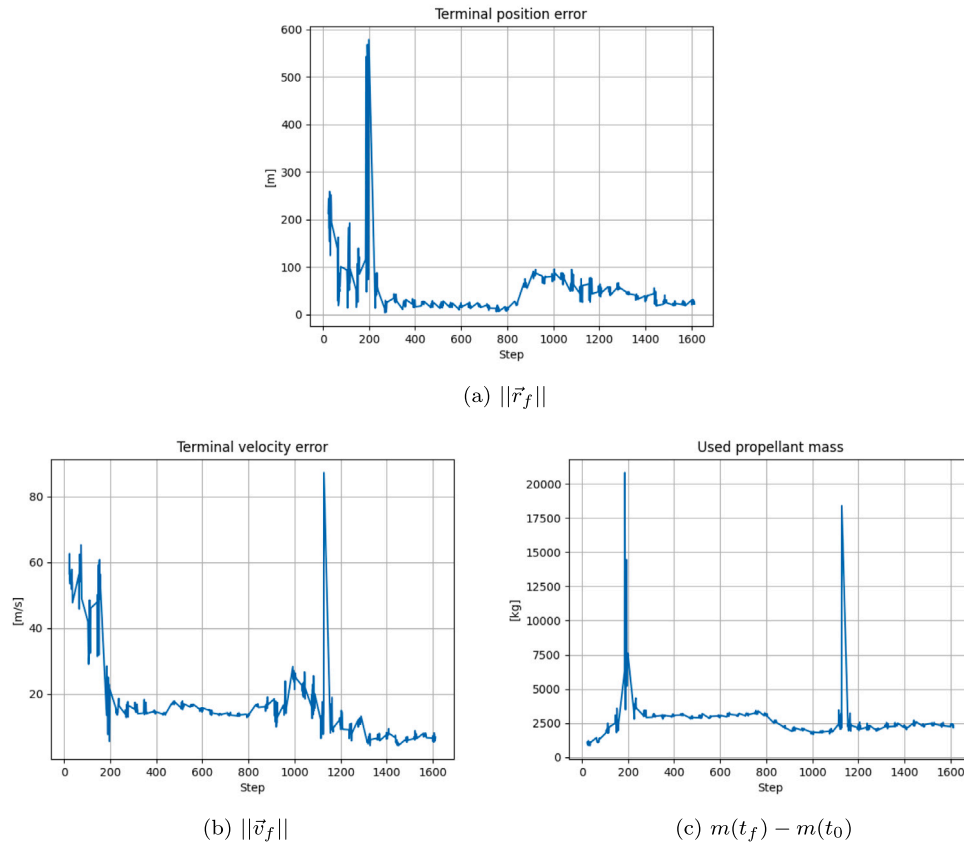 Terminal position error
600
500
400
300
200
100
0
[m]
0 200 400 600 800 1000 1200 1400 1600
Step
(a) $||\vec{r}_f||$
Terminal velocity error
80
60
40
20
[m/s]
0 200 400 600 800 1000 1200 1400 1600
Step
(b) $||\vec{v}_f||$
Used propellant mass
20000
17500
15000
12500
10000
7500
5000
2500
0
[kg]
0 200 400 600 800 1000 1200 1400 1600
Step
(c) $m(t_f) - m(t_0)$